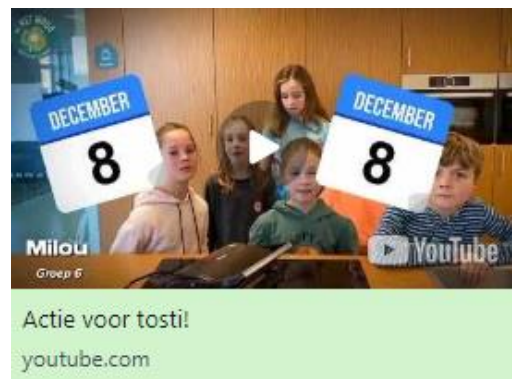 DECEMBER
8
DECEMBER
8
Milou
Groep 6
YouTube
Actie voor tosti!
youtube.com